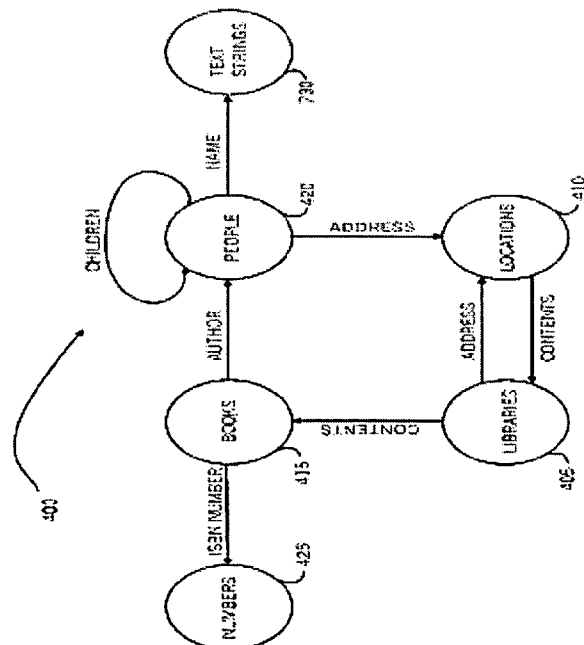 400
CHILDREN
TEXT
STRINGS
730
NAME
PEOPLE
420
AUTHOR
BOOKS
415
ISBN NUMBER
NUMBERS
425
ADDRESS
LOCATIONS
410
ADDRESS
CONTENTS
CONTENTS
LIBRARIES
405